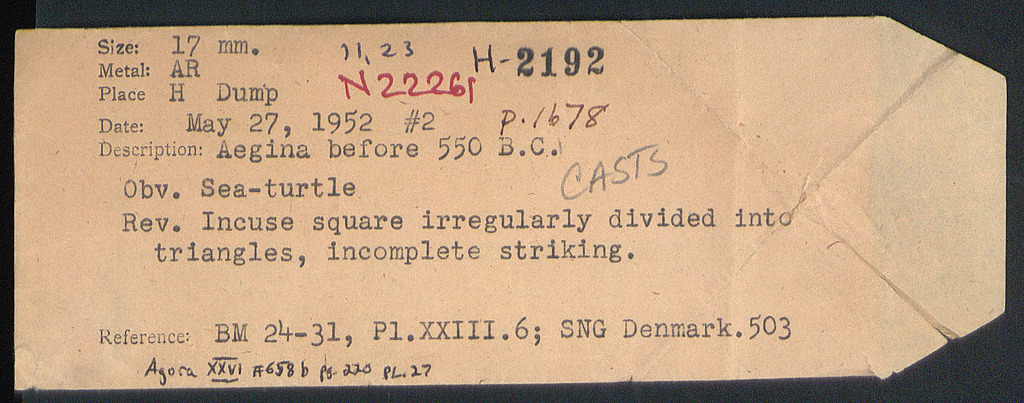 Size: 17 mm. 11,23 H-2192
Metal: AR
Place H Dump N22261
Date: May 27, 1952 #2 p.1678
Description: Aegina before 550 B.C.
CASTS
Obv. Sea-turtle
Rev. Incuse square irregularly divided into
triangles, incomplete striking.
Reference: BM 24-31, Pl.XXIII.6; SNG Denmark.503
Agora XXVI #658b pg. 220 PL.27